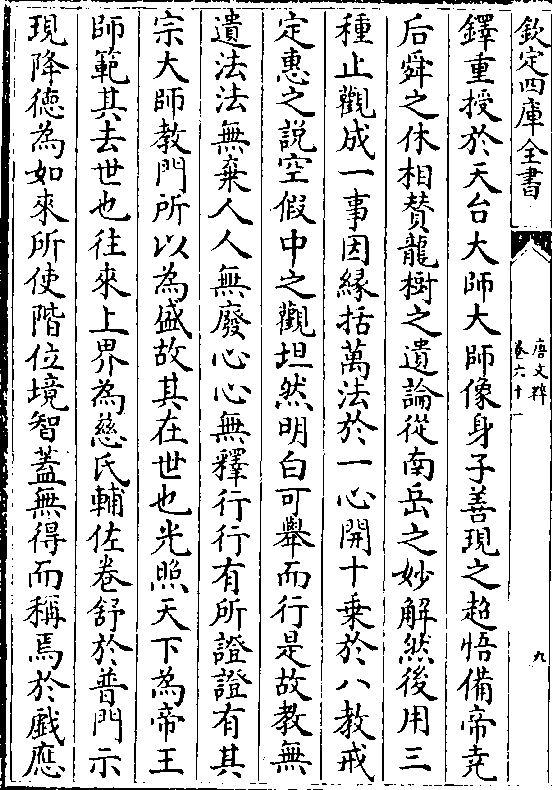 欽定四庫全書
唐文粹
卷六十一
九
鐸重授於天台大師大師像身子善現之超悟備帝堯
后舜之休相贊龍樹之遺論從南岳之妙解然後用三
種止觀成一事因縁括萬法於一心開十乗於八教戒
定惠之説空假中之觀坦然明白可舉而行是故教無
遺法法無棄人人無廢心心無釋行行有所證證有其
宗大師教門所以為盛故其在世也光照天下為帝王
師範其去世也往來上界為慈氏輔佐卷舒於普門示
現降德為如來所使階位境智蓋無得而稱焉於戲應